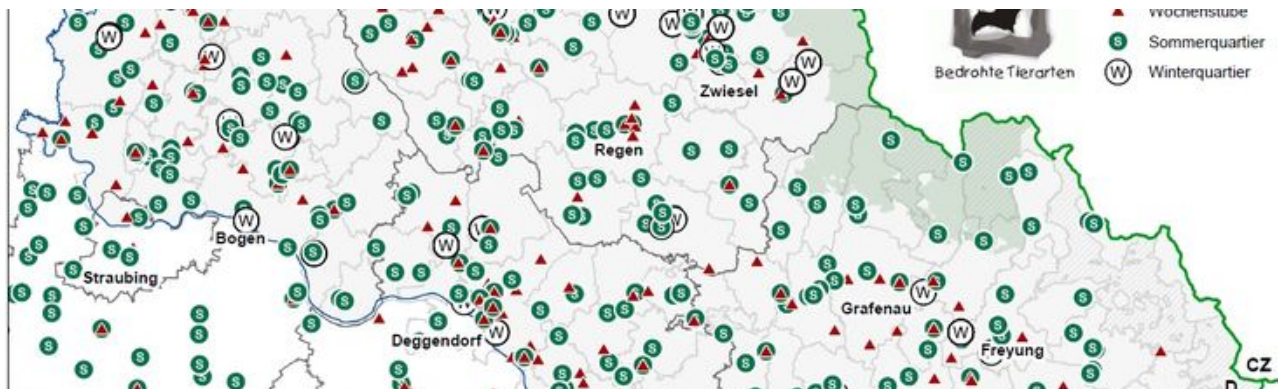 Wochenstube
S Sommerquartier
W Winterquartier
Bedrohte Tierarten
Zwiesel
Regen
Bogen
Straubing
Grafenau
Deggendorf
Freyung
CZ
D